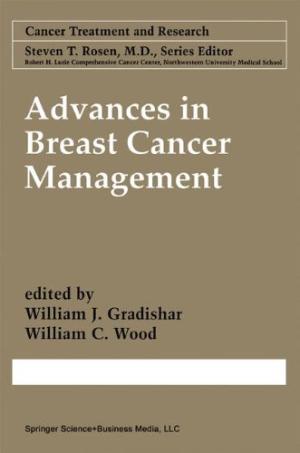 Cancer Treatment and Research
Steven T. Rosen, M.D., Series Editor
Robert H. Lurie Comprehensive Cancer Center, Northwestern University Medical School
Advances in
Breast Cancer
Management
edited by
William J. Gradishar
William C. Wood
Springer Science+Business Media, LLC